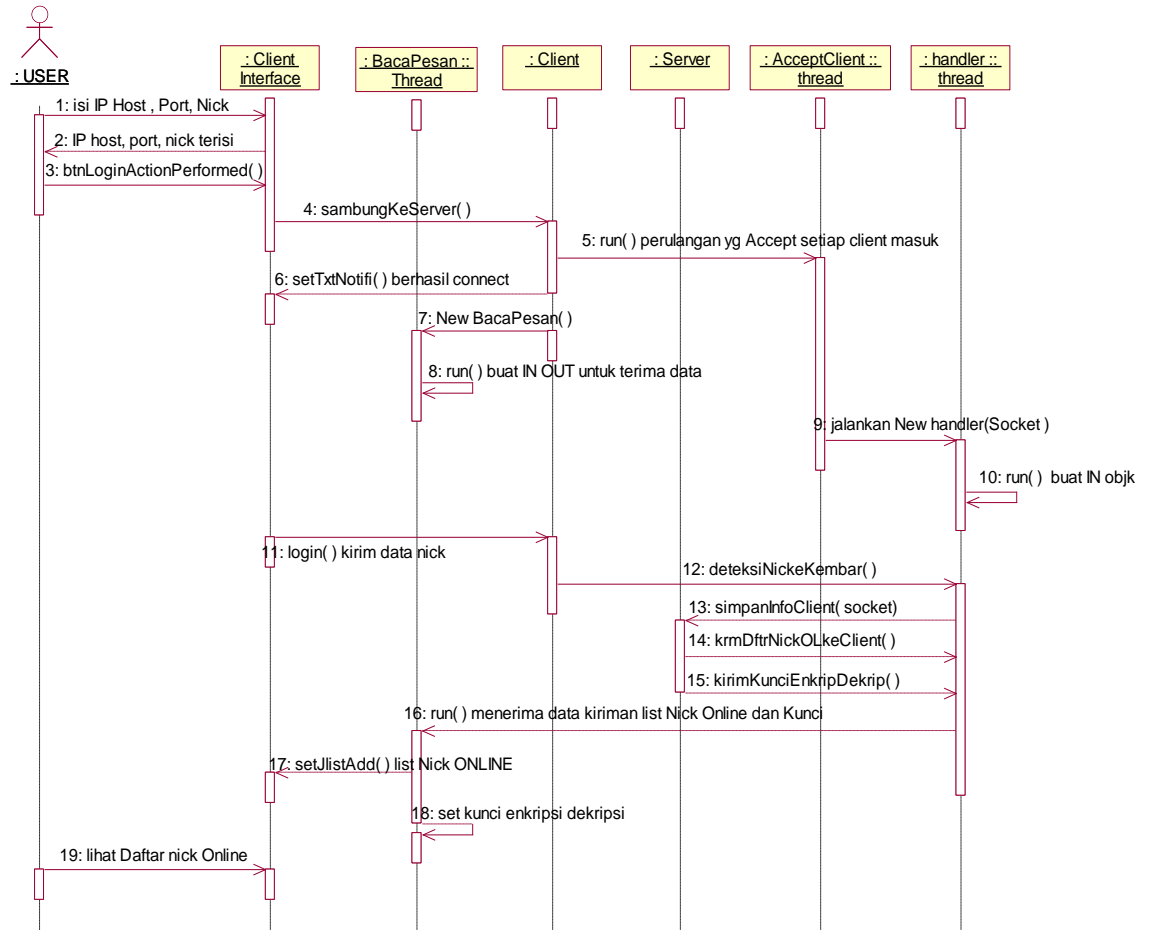 : USER
: Client
Interface
: BacaPesan ::
Thread
: Client
: Server
: AcceptClient ::
thread
: handler ::
thread
1: isi IP Host , Port, Nick
2: IP host, port, nick terisi
3: btnLoginActionPerformed( )
4: sambungKeServer( )
5: run( ) perulangan yg Accept setiap client masuk
6: setTxtNotifi( ) berhasil connect
7: New BacaPesan( )
8: run( ) buat IN OUT untuk terima data
9: jalankan New handler(Socket )
10: run( ) buat IN objk
11: login( ) kirim data nick
12: deteksiNickeKembar( )
13: simpanInfoClient( socket)
14: krmDftrNickOLkeClient( )
15: kirimKunciEnkripDekrip( )
16: run( ) menerima data kiriman list Nick Online dan Kunci
17: setJlistAdd( ) list Nick ONLINE
18: set kunci enkripsi dekripsi
19: lihat Daftar nick Online